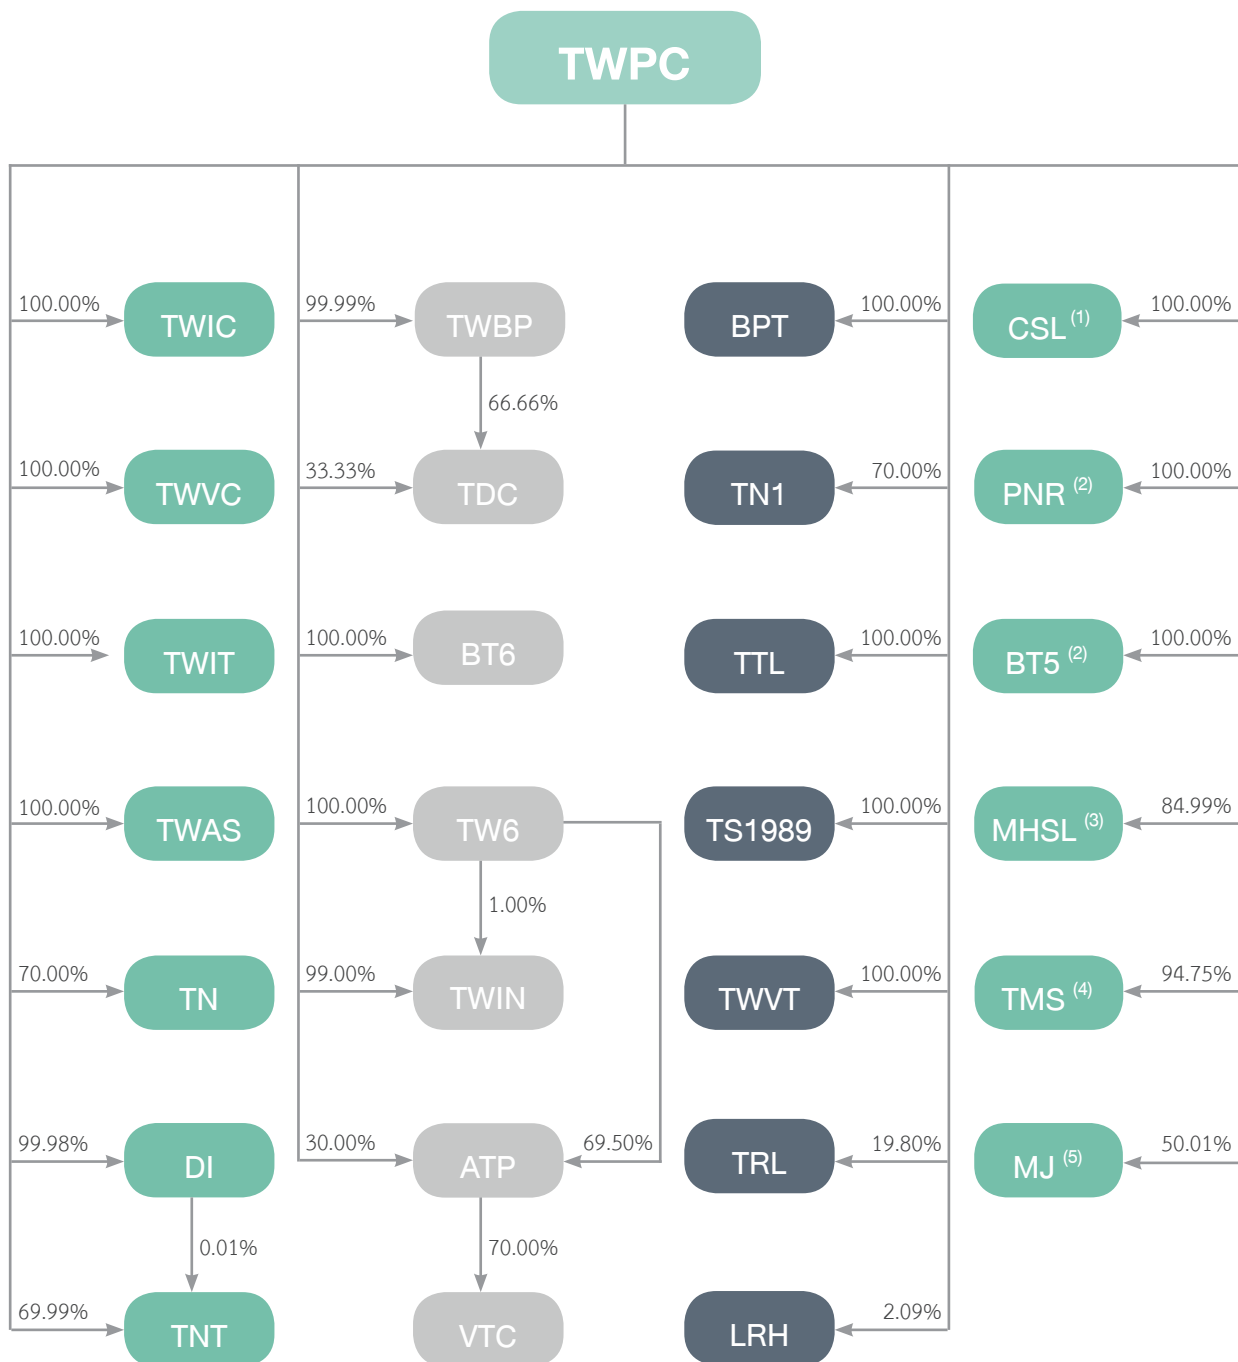 TWPC
100.00% TWIC 99.99% TWBP BPT 100.00% CSL (1) 100.00%
66.66%
100.00% TWVC 33.33% TDC TN1 70.00% PNR (2) 100.00%
100.00% TWIT 100.00% BT6 TTL 100.00% BT5 (2) 100.00%
100.00% TWAS 100.00% TW6 TS1989 100.00% MHSL (3) 84.99%
1.00%
70.00% TN 99.00% TWIN TWVT 100.00% TMS (4) 94.75%
99.98% DI 30.00% ATP 69.50% TRL 19.80% MJ (5) 50.01%
0.01% 70.00%
69.99% TNT VTC LRH 2.09%